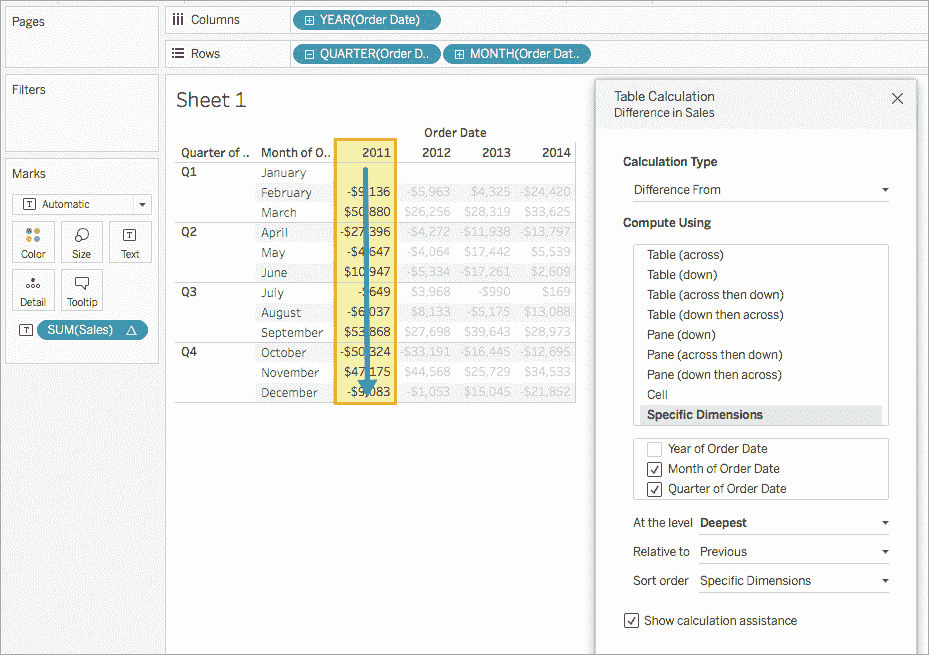 Pages
Columns
YEAR(Order Date)
Rows
QUARTER(Order D..
MONTH(Order Dat..
Filters
Marks
Automatic
Color
Size
Text
Detail
Tooltip
SUM(Sales)
Sheet 1
Order Date
Quarter of .. Month of O.. 2011 2012 2013 2014
Q1 January
February -$9,136 -$5,963 $4,325 -$24,420
March $50,880 $26,256 $28,319 $33,625
Q2 April -$27,396 -$4,272 -$11,938 -$13,797
May -$4,647 -$4,064 $17,442 $5,539
June $10,947 -$5,334 -$17,261 $2,609
Q3 July -$649 $3,968 -$990 $169
August -$6,037 $8,133 -$5,175 $13,088
September $53,868 $27,698 $39,643 $28,973
Q4 October -$50,324 -$33,191 -$16,445 -$12,695
November $47,175 $44,568 $25,729 $34,533
December -$9,083 -$1,053 $15,045 -$21,852
Table Calculation
Difference in Sales
Calculation Type
Difference From
Compute Using
Table (across)
Table (down)
Table (across then down)
Table (down then across)
Pane (down)
Pane (across then down)
Pane (down then across)
Cell
Specific Dimensions
Year of Order Date
Month of Order Date
Quarter of Order Date
At the level Deepest
Relative to Previous
Sort order Specific Dimensions
Show calculation assistance